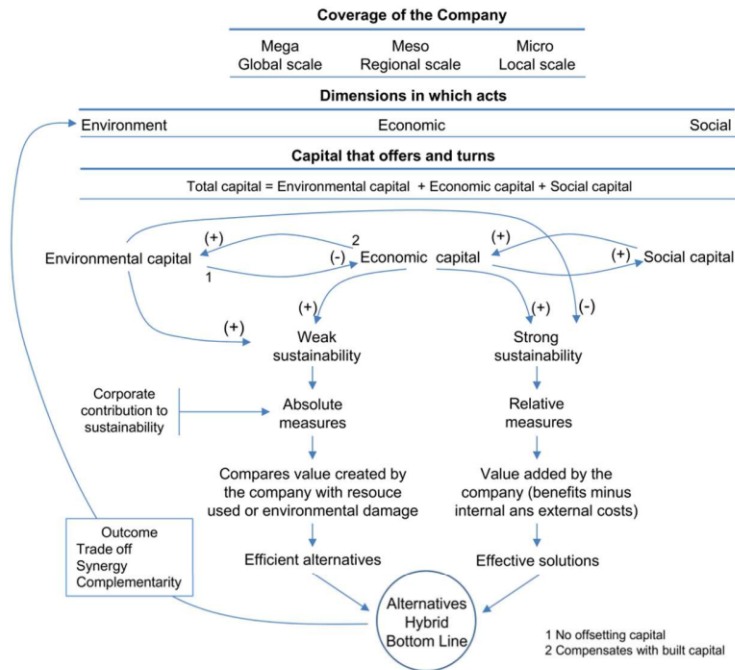 Coverage of the Company
Mega Meso Micro
Global scale Regional scale Local scale
Dimensions in which acts
Environment Economic Social
Capital that offers and turns
Total capital = Environmental capital + Economic capital + Social capital
(+) 2 (+)
Environmental capital (-) Economic capital (+) Social capital
1
(+) (+) (+) (-)
Weak
sustainability
Strong
sustainability
Corporate
contribution to
sustainability
Absolute
measures
Relative
measures
Compares value created by
the company with resouce
used or environmental damage
Value added by the
company (benefits minus
internal ans external costs)
Outcome
Trade off
Synergy
Complementarity
Efficient alternatives
Effective solutions
Alternatives
Hybrid
Bottom Line
1 No offsetting capital
2 Compensates with built capital